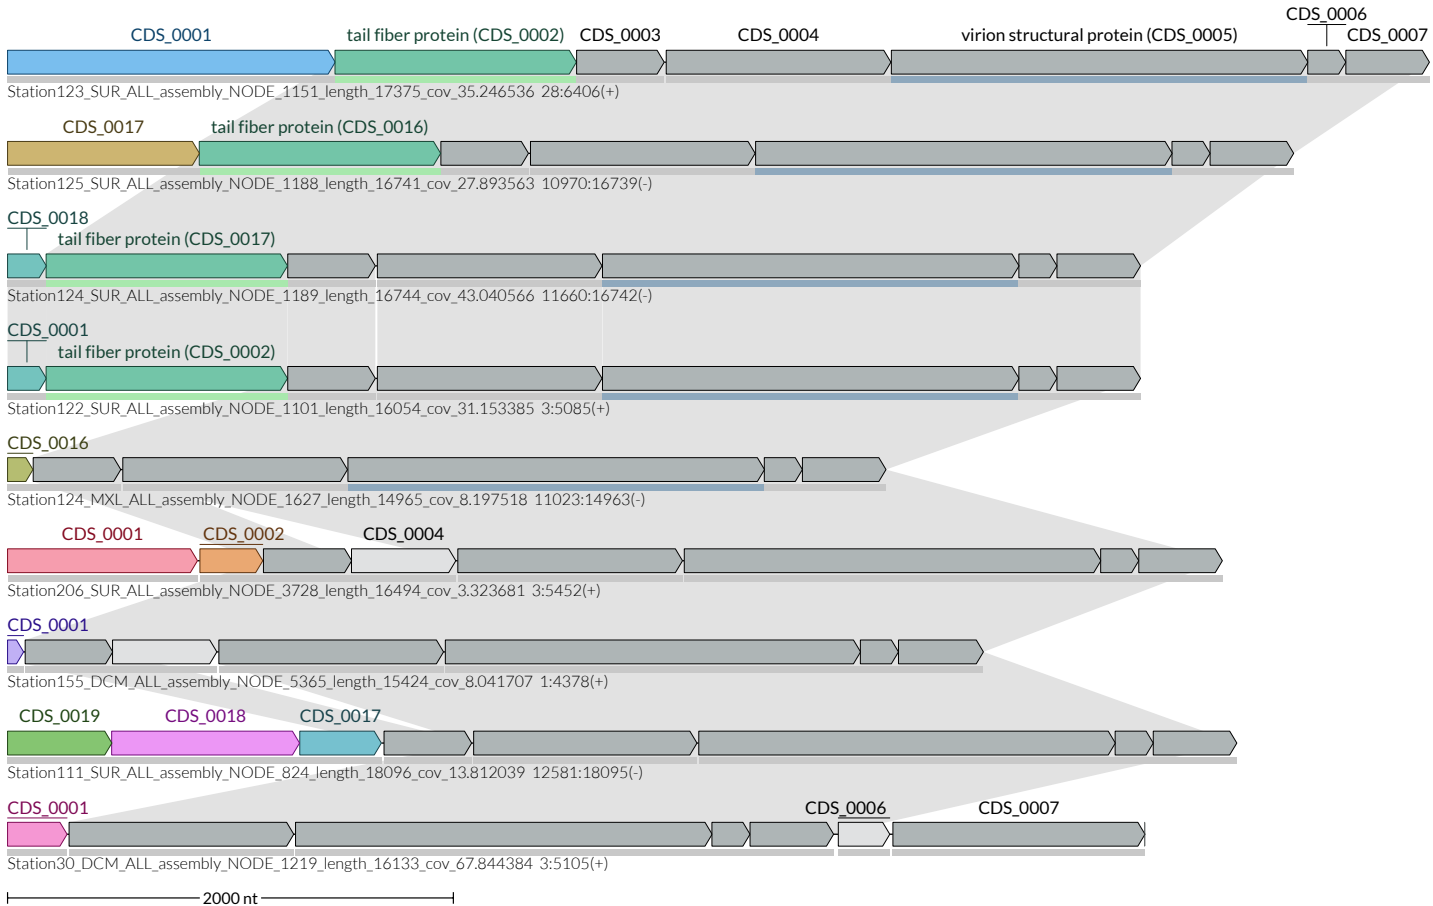 CDS_0006
CDS_0001 tail fiber protein (CDS_0002) CDS_0003 CDS_0004 virion structural protein (CDS_0005) CDS_0007
Station123_SUR_ALL_assembly_NODE_1151_length_17375_cov_35.246536 28:6406(+)
CDS_0017 tail fiber protein (CDS_0016)
Station125_SUR_ALL_assembly_NODE_1188_length_16741_cov_27.893563 10970:16739(-)
CDS_0018
tail fiber protein (CDS_0017)
Station124_SUR_ALL_assembly_NODE_1189_length_16744_cov_43.040566 11660:16742(-)
CDS_0001
tail fiber protein (CDS_0002)
Station122_SUR_ALL_assembly_NODE_1101_length_16054_cov_31.153385 3:5085(+)
CDS_0016
Station124_MXL_ALL_assembly_NODE_1627_length_14965_cov_8.197518 11023:14963(-)
CDS_0001 CDS_0002 CDS_0004
Station206_SUR_ALL_assembly_NODE_3728_length_16494_cov_3.323681 3:5452(+)
CDS_0001
Station155_DCM_ALL_assembly_NODE_5365_length_15424_cov_8.041707 1:4378(+)
CDS_0019 CDS_0018 CDS_0017
Station111_SUR_ALL_assembly_NODE_824_length_18096_cov_13.812039 12581:18095(-)
CDS_0001 CDS_0006 CDS_0007
Station30_DCM_ALL_assembly_NODE_1219_length_16133_cov_67.844384 3:5105(+)
2000 nt